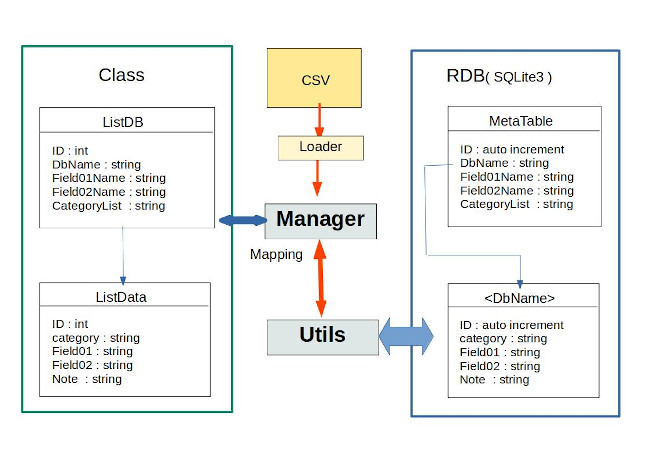 Class
ListDB
ID : int
DbName : string
Field01Name : string
Field02Name : string
CategoryList : string
ListData
ID : int
category : string
Field01 : string
Field02 : string
Note : string
CSV
Loader
Manager
Mapping
Utils
RDB( SQLite3 )
MetaTable
ID : auto increment
DbName : string
Field01Name : string
Field02Name : string
CategoryList : string
<DbName>
ID : auto increment
category : string
Field01 : string
Field02 : string
Note : string